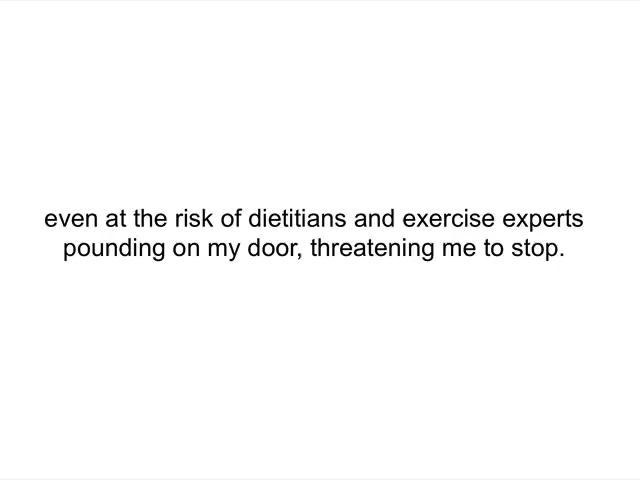 even at the risk of dietitians and exercise experts
pounding on my door, threatening me to stop.